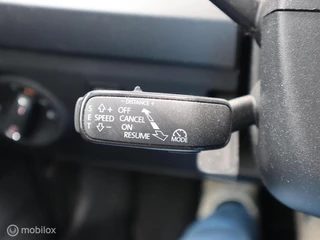 DISTANCE +
S + OFF
E SPEED CANCEL
T - ON
RESUME
MODE
© mobilox